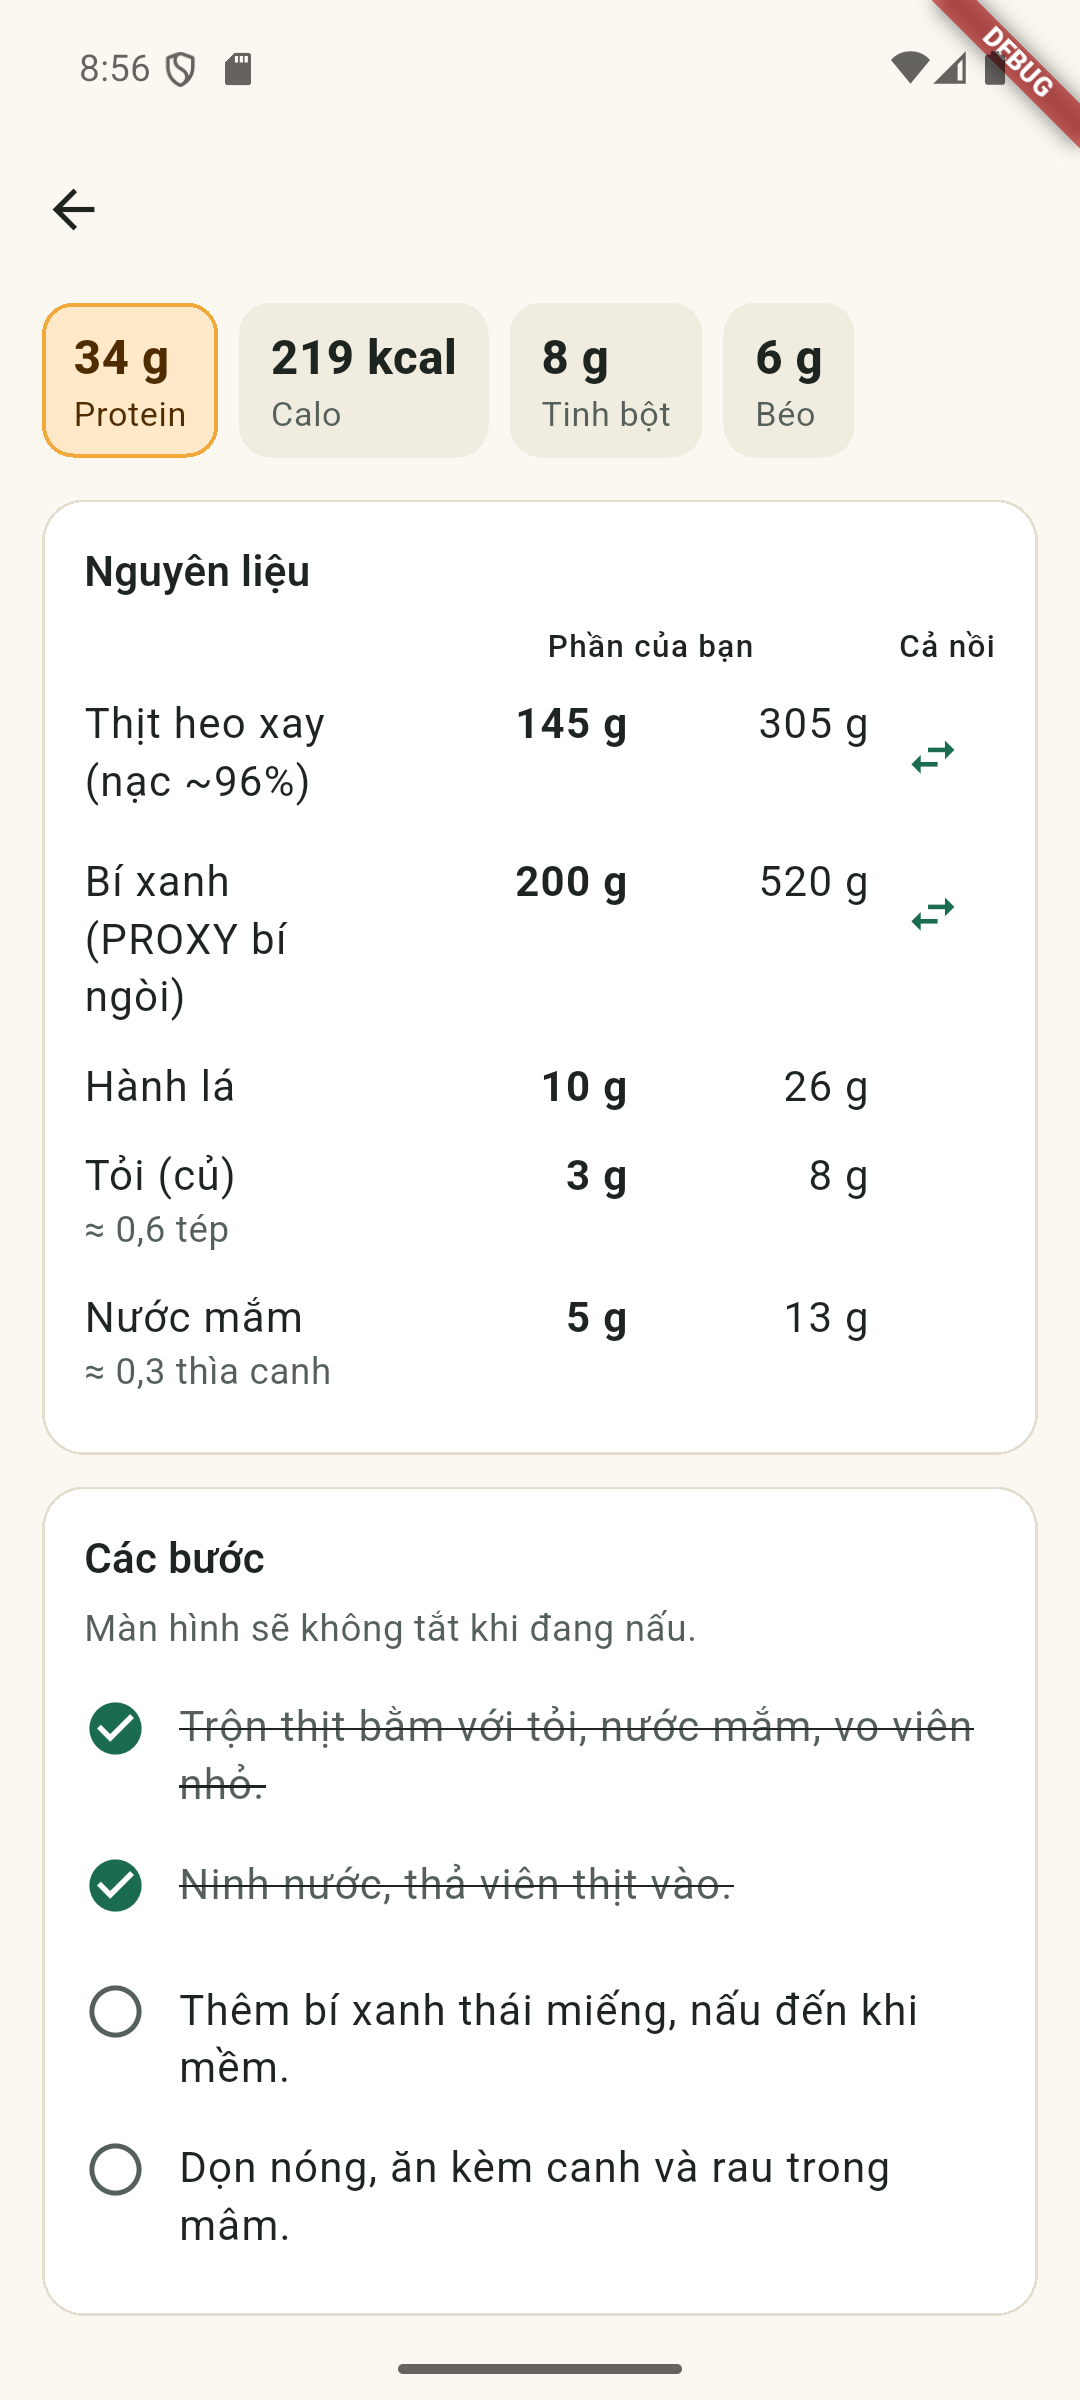 8:56
DEBUG
34 g
Protein
219 kcal
Calo
8 g
Tinh bột
6 g
Béo
Nguyên liệu
Phần của bạn Cả nồi
Thịt heo xay 145 g 305 g
(nạc ~96%)
Bí xanh 200 g 520 g
(PROXY bí
ngòi)
Hành lá 10 g 26 g
Tỏi (củ) 3 g 8 g
≈ 0,6 tép
Nước mắm 5 g 13 g
≈ 0,3 thìa canh
Các bước
Màn hình sẽ không tắt khi đang nấu.
Trộn thịt bằm với tỏi, nước mắm, vo viên
nhỏ.
Ninh nước, thả viên thịt vào.
Thêm bí xanh thái miếng, nấu đến khi
mềm.
Dọn nóng, ăn kèm canh và rau trong
mâm.